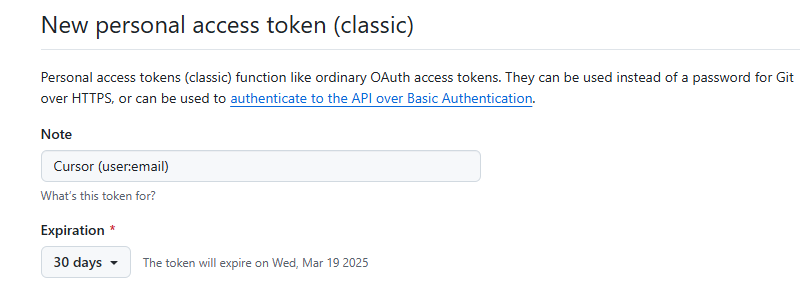 New personal access token (classic)
Personal access tokens (classic) function like ordinary OAuth access tokens. They can be used instead of a password for Git
over HTTPS, or can be used to authenticate to the API over Basic Authentication.
Note
Cursor (user:email)
What's this token for?
Expiration *
30 days
The token will expire on Wed, Mar 19 2025